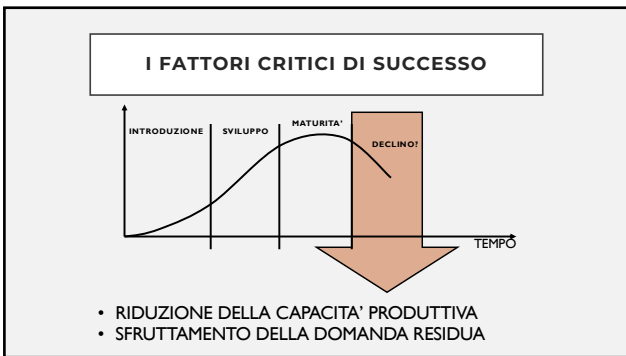 I FATTORI CRITICI DI SUCCESSO
INTRODUZIONE
SVILUPPO
MATURITA'
DECLINO?
TEMPO
• RIDUZIONE DELLA CAPACITA' PRODUTTIVA
• SFRUTTAMENTO DELLA DOMANDA RESIDUA